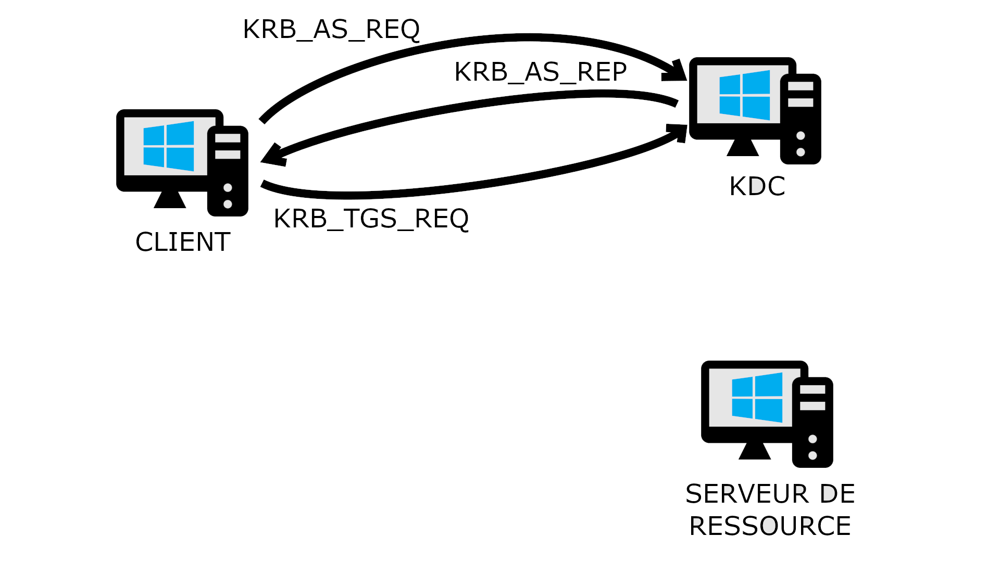 KRB_AS_REQ
KRB_AS_REP
KDC
KRB_TGS_REQ
CLIENT
SERVEUR DE
RESSOURCE